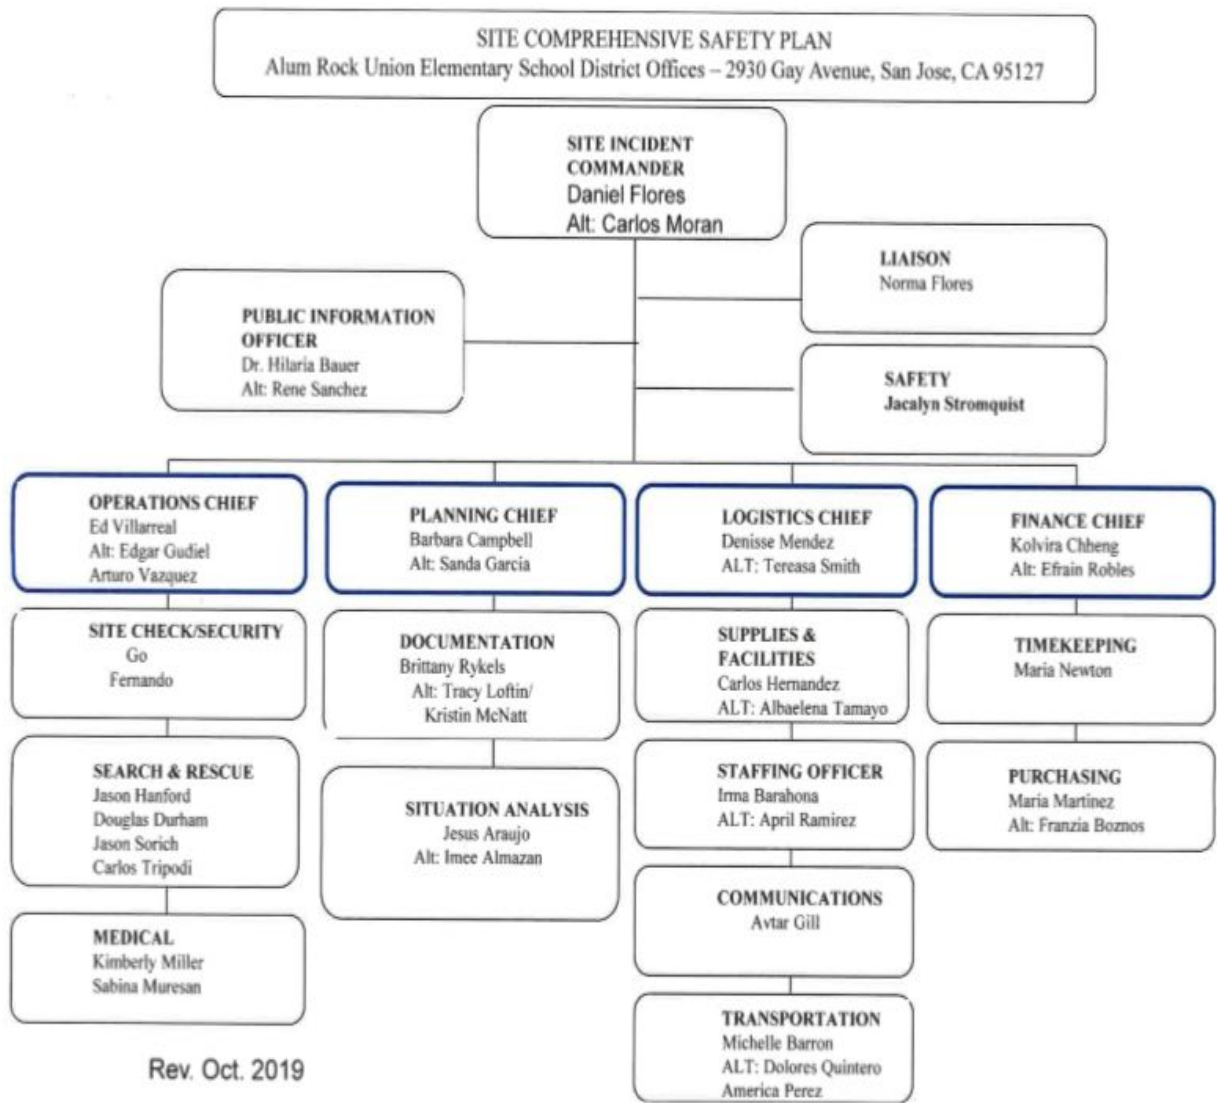 SITE COMPREHENSIVE SAFETY PLAN
Alum Rock Union Elementary School District Offices – 2930 Gay Avenue, San Jose, CA 95127
SITE INCIDENT
COMMANDER
Daniel Flores
Alt: Carlos Moran
LIAISON
Norma Flores
PUBLIC INFORMATION
OFFICER
Dr. Hilaria Bauer
Alt: Rene Sanchez
SAFETY
Jacalyn Stromquist
OPERATIONS CHIEF
Ed Villarreal
Alt: Edgar Gudiel
Arturo Vazquez
PLANNING CHIEF
Barbara Campbell
Alt: Sanda Garcia
LOGISTICS CHIEF
Denisse Mendez
ALT: Tereasa Smith
FINANCE CHIEF
Kolvira Chheng
Alt: Efrain Robles
SITE CHECK/SECURITY
Go
Fernando
DOCUMENTATION
Brittany Rykels
Alt: Tracy Loftin/
Kristin McNatt
SUPPLIES &
FACILITIES
Carlos Hernandez
ALT: Albaelena Tamayo
TIMEKEEPING
Maria Newton
SEARCH & RESCUE
Jason Hanford
Douglas Durham
Jason Sorich
Carlos Tripodi
SITUATION ANALYSIS
Jesus Araujo
Alt: Imee Almazan
STAFFING OFFICER
Irma Barahona
ALT: April Ramirez
PURCHASING
Maria Martinez
Alt: Franzia Boznos
MEDICAL
Kimberly Miller
Sabina Muresan
COMMUNICATIONS
Avtar Gill
TRANSPORTATION
Michelle Barron
ALT: Dolores Quintero
America Perez
Rev. Oct. 2019